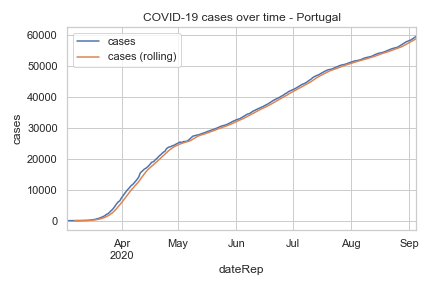 COVID-19 cases over time - Portugal
cases
cases (rolling)
60000
50000
40000
30000
20000
10000
0
cases
Apr
2020
May
Jun
Jul
Aug
Sep
dateRep